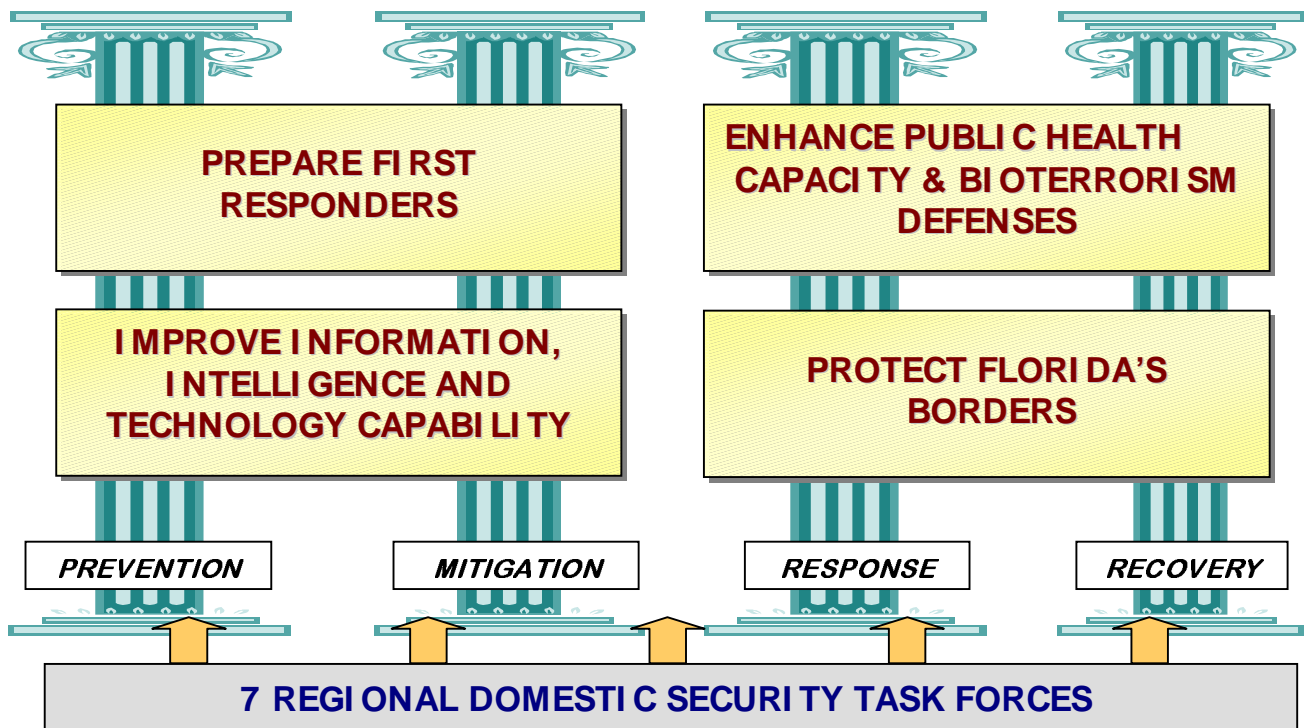 PREPARE FIRST
RESPONDERS
ENHANCE PUBLIC HEALTH
CAPACITY & BIOTERRORISM
DEFENSES
IMPROVE INFORMATION,
INTELLIGENCE AND
TECHNOLOGY CAPABILITY
PROTECT FLORIDA’S
BORDERS
PREVENTION
MITIGATION
RESPONSE
RECOVERY
7 REGIONAL DOMESTIC SECURITY TASK FORCES